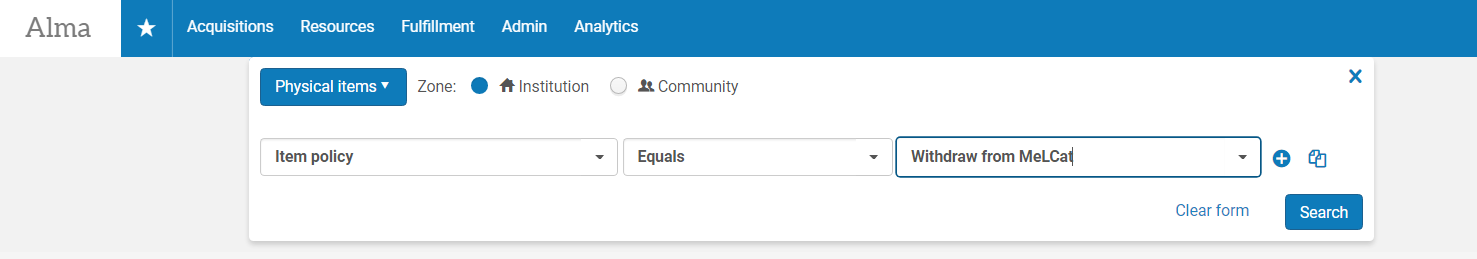 Alma Acquisitions Resources Fulfillment Admin Analytics
Physical items Zone: Institution Community
Item policy Equals Withdraw from MeLCat
Clear form Search